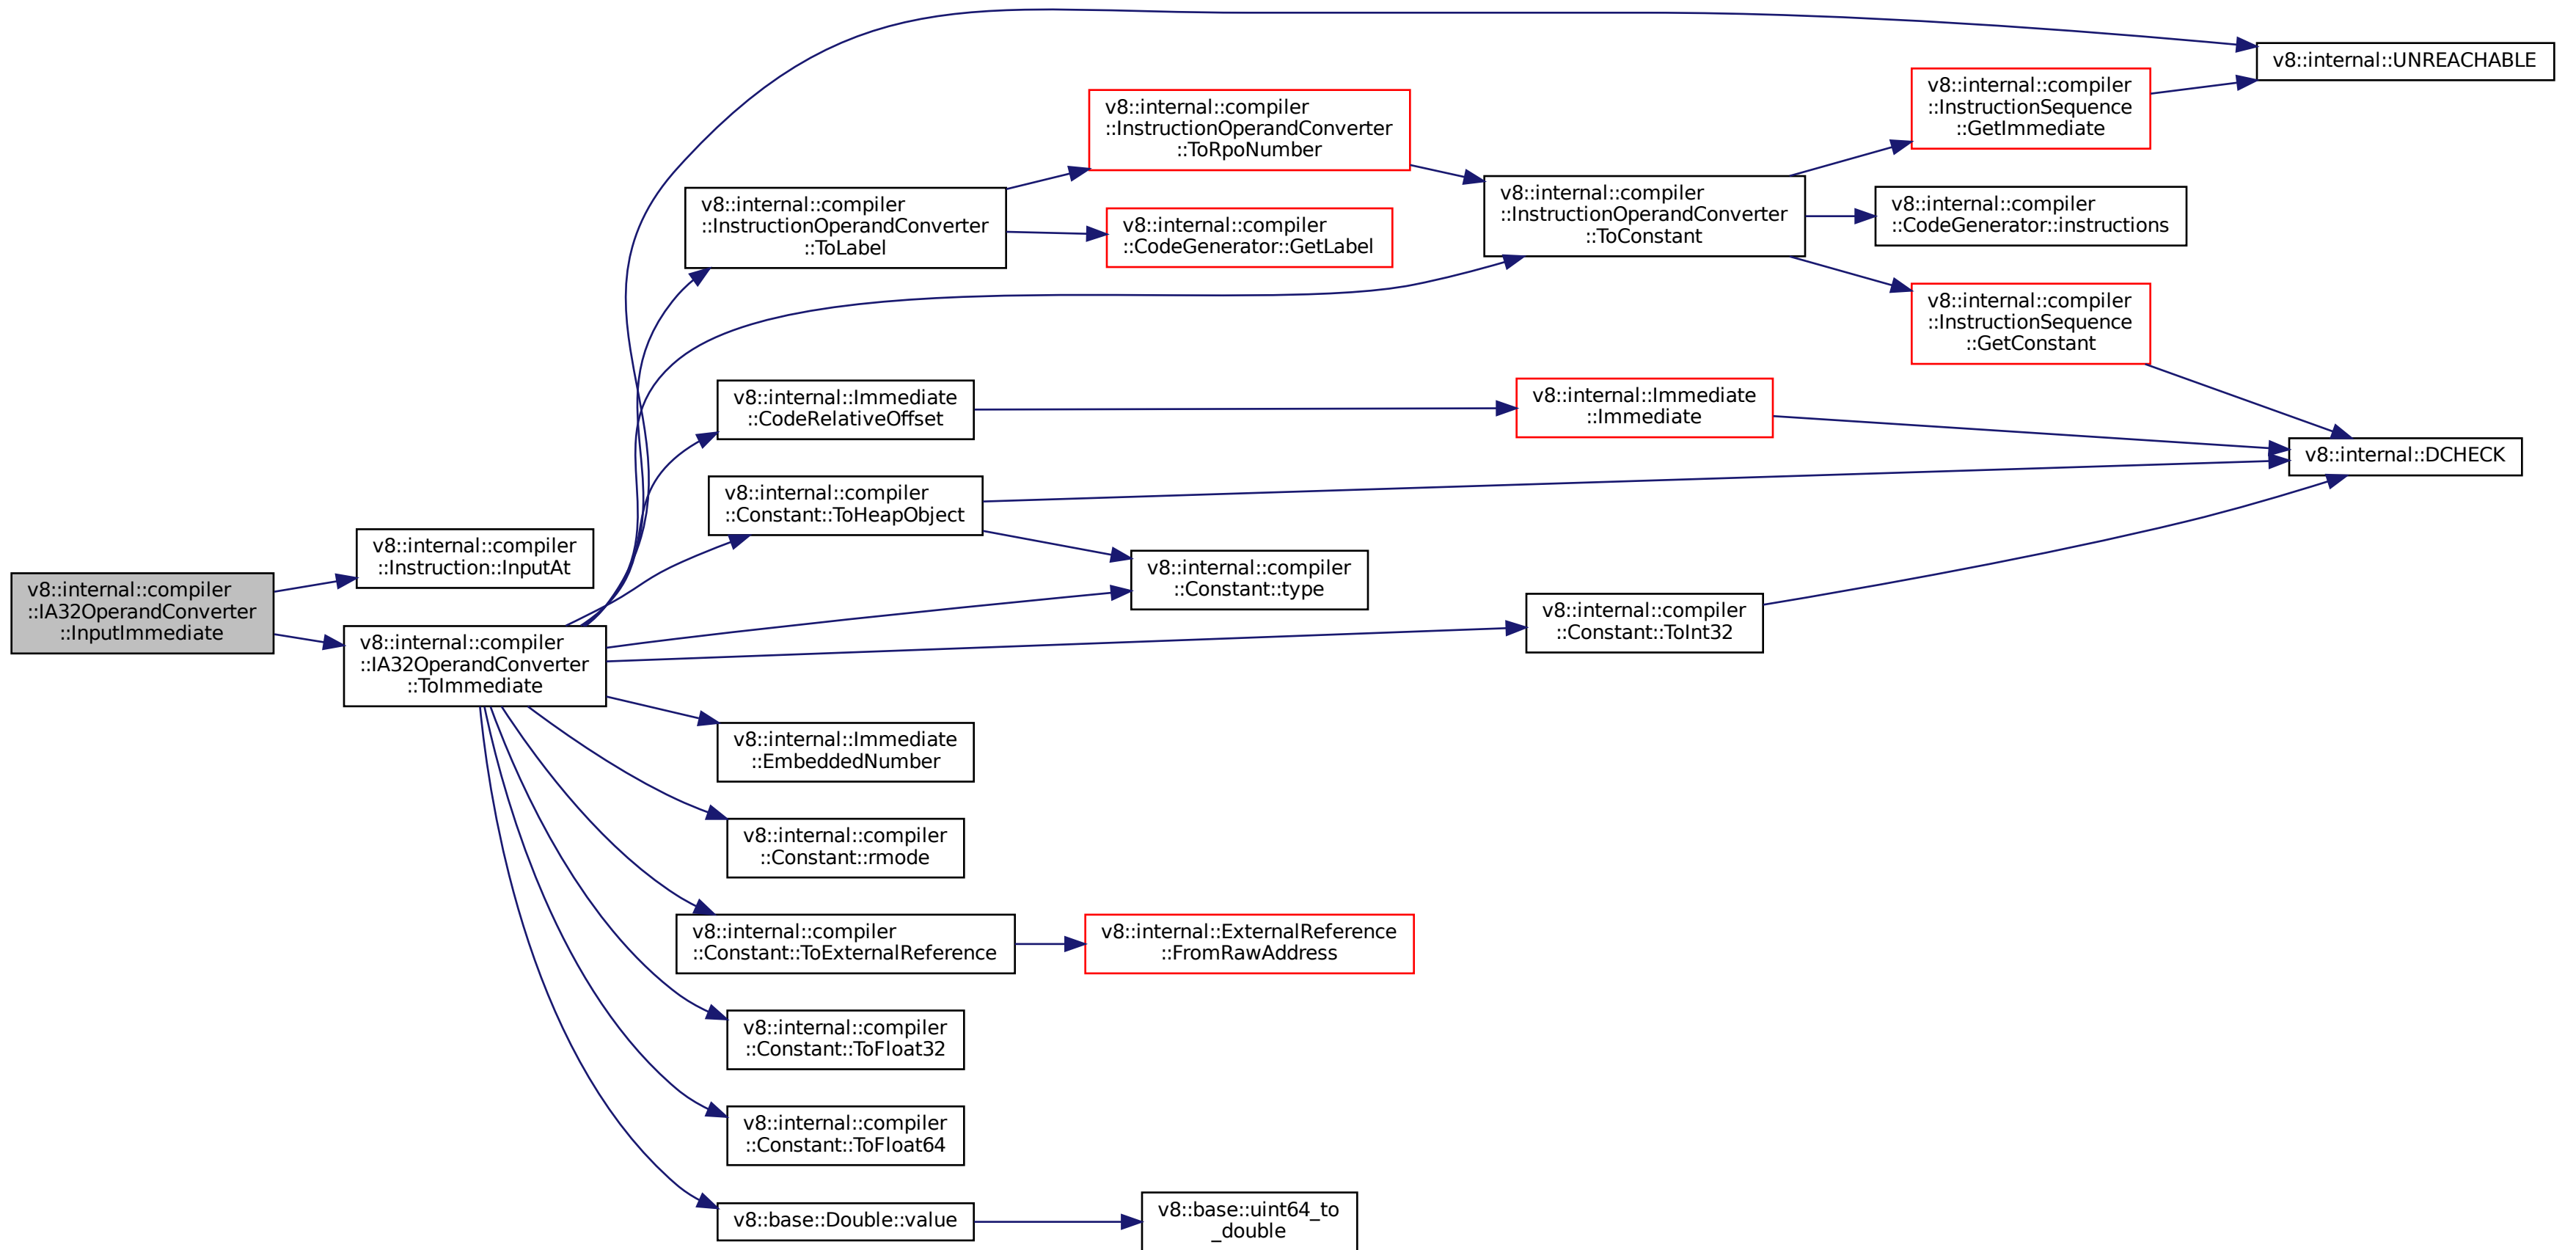 v8::internal::compiler
::IA32OperandConverter
::InputImmediate
v8::internal::compiler
::Instruction::InputAt
v8::internal::compiler
::IA32OperandConverter
::ToImmediate
v8::internal::UNREACHABLE
v8::internal::compiler
::InstructionOperandConverter
::ToLabel
v8::internal::compiler
::InstructionOperandConverter
::ToRpoNumber
v8::internal::compiler
::CodeGenerator::GetLabel
v8::internal::compiler
::InstructionOperandConverter
::ToConstant
v8::internal::compiler
::InstructionSequence
::GetImmediate
v8::internal::compiler
::CodeGenerator::instructions
v8::internal::compiler
::InstructionSequence
::GetConstant
v8::internal::Immediate
::CodeRelativeOffset
v8::internal::Immediate
::Immediate
v8::internal::DCHECK
v8::internal::compiler
::Constant::ToHeapObject
v8::internal::compiler
::Constant::type
v8::internal::compiler
::Constant::ToInt32
v8::internal::Immediate
::EmbeddedNumber
v8::internal::compiler
::Constant::rmode
v8::internal::compiler
::Constant::ToExternalReference
v8::internal::ExternalReference
::FromRawAddress
v8::internal::compiler
::Constant::ToFloat32
v8::internal::compiler
::Constant::ToFloat64
v8::base::Double::value
v8::base::uint64_to
_double